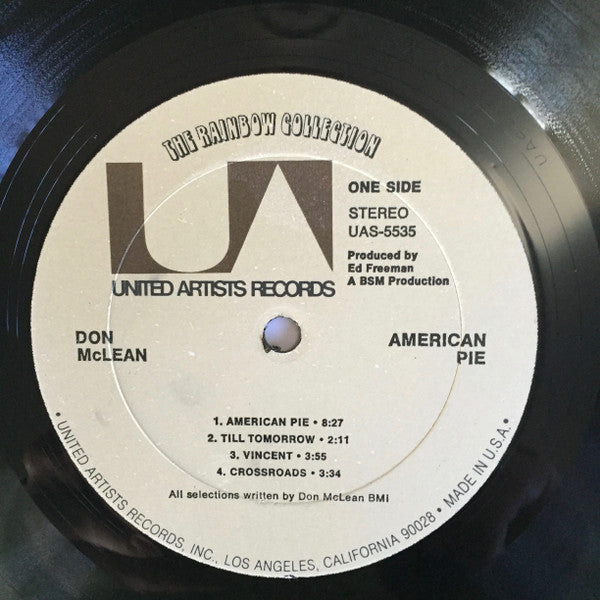 THE RAINBOW COLLECTION
UA
UNITED ARTISTS RECORDS
ONE SIDE
STEREO
UAS-5535
Produced by
Ed Freeman
A BSM Production
DON
McLEAN
AMERICAN
PIE
1. AMERICAN PIE • 8:27
2. TILL TOMORROW • 2:11
3. VINCENT • 3:55
4. CROSSROADS • 3:34
All selections written by Don McLean BMI
• UNITED ARTISTS RECORDS, INC., LOS ANGELES, CALIFORNIA 90028 • MADE IN U.S.A. •